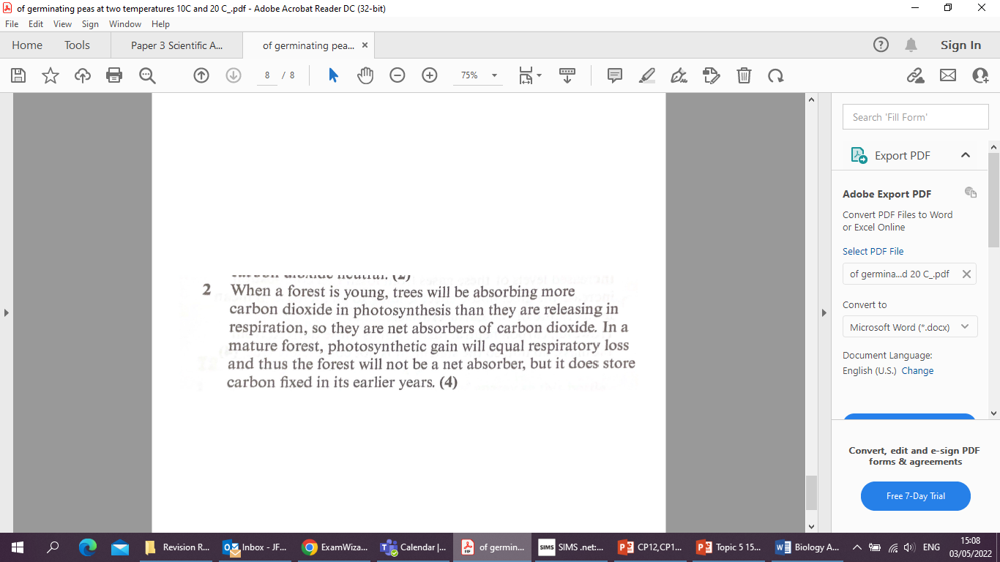 of germinating peas at two temperatures 10C and 20 C_.pdf - Adobe Acrobat Reader DC (32-bit)
File Edit View Sign Window Help
Home Tools Paper 3 Scientific A... of germinating pea... ×
8 / 8 75%
Sign In
Search 'Fill Form'
Export PDF
Adobe Export PDF
Convert PDF Files to Word
or Excel Online
Select PDF File
of germina...d 20 C_.pdf
Convert to
Microsoft Word (*.docx)
Document Language:
English (U.S.) Change
Convert, edit and e-sign PDF
forms & agreements
Free 7-Day Trial
carbon dioxide neutral. (2)
2 When a forest is young, trees will be absorbing more
carbon dioxide in photosynthesis than they are releasing in
respiration, so they are net absorbers of carbon dioxide. In a
mature forest, photosynthetic gain will equal respiratory loss
and thus the forest will not be a net absorber, but it does store
carbon fixed in its earlier years. (4)
Revision R... Inbox - JF... ExamWiza... Calendar |... of germin... SIMS SIMS .net:... CP12,CP1... Topic 5 15... Biology A... ENG
15:08
03/05/2022